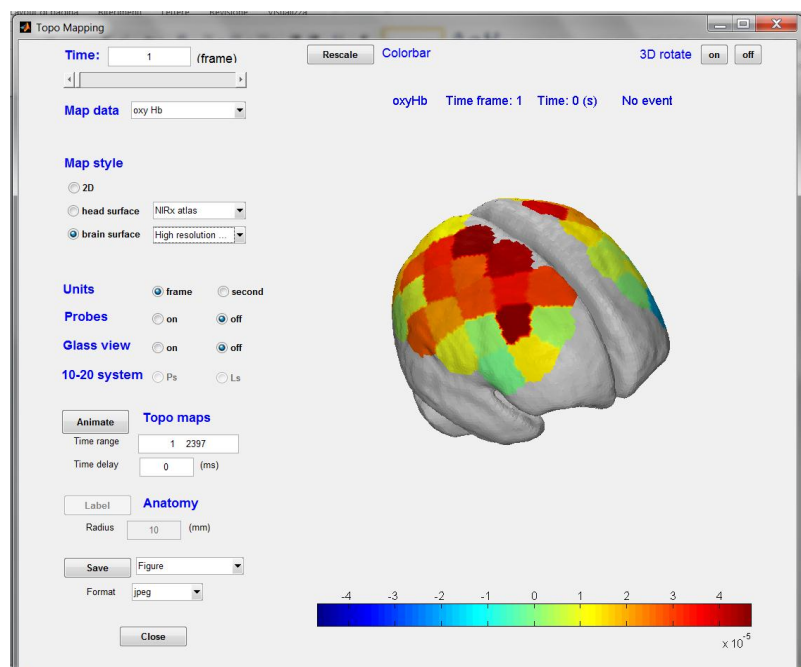 Topo Mapping
Time: 1 (frame)
Rescale Colorbar
3D rotate on off
Map data oxy Hb
oxyHb Time frame: 1 Time: 0 (s) No event
Map style
2D
head surface NIRx atlas
brain surface High resolution ...
Units frame second
Probes on off
Glass view on off
10-20 system Ps Ls
Animate Topo maps
Time range 1 2397
Time delay 0 (ms)
Label Anatomy
Radius 10 (mm)
Save Figure
Format jpeg
Close
-4 -3 -2 -1 0 1 2 3 4
x 10^-5